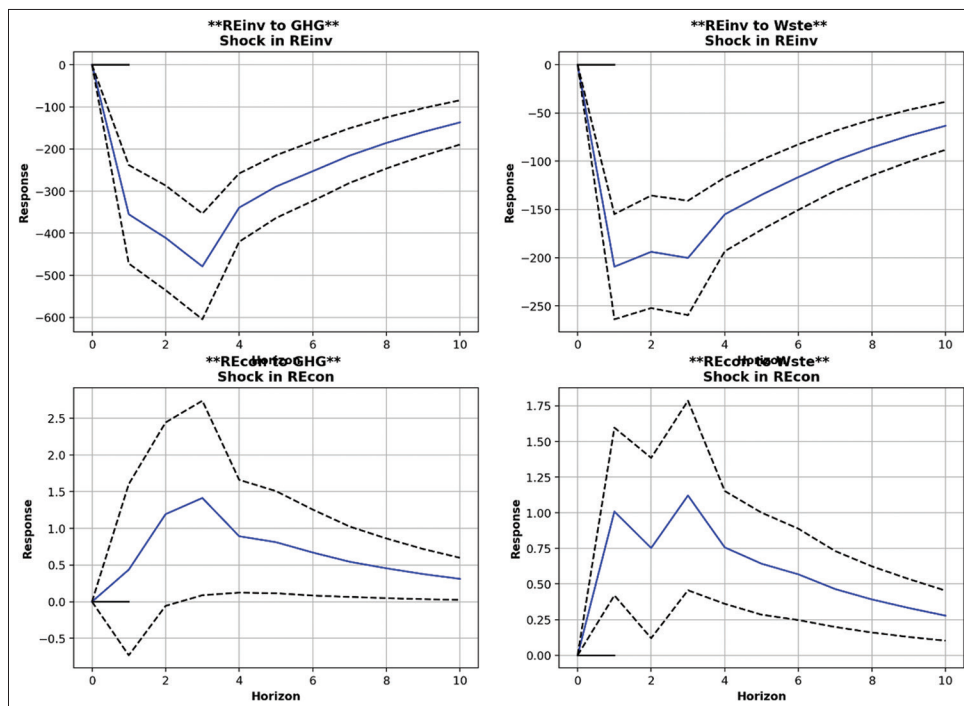 **REinv to GHG**
Shock in REinv
0
−100
−200
−300
−400
−500
−600
Response
0 2 4 6 8 10
Horizon
**REinv to Wste**
Shock in REinv
0
−50
−100
−150
−200
−250
Response
0 2 4 6 8 10
Horizon
**REcon to GHG**
Shock in REcon
2.5
2.0
1.5
1.0
0.5
0.0
−0.5
Response
0 2 4 6 8 10
Horizon
**REcon to Wste**
Shock in REcon
1.75
1.50
1.25
1.00
0.75
0.50
0.25
0.00
Response
0 2 4 6 8 10
Horizon